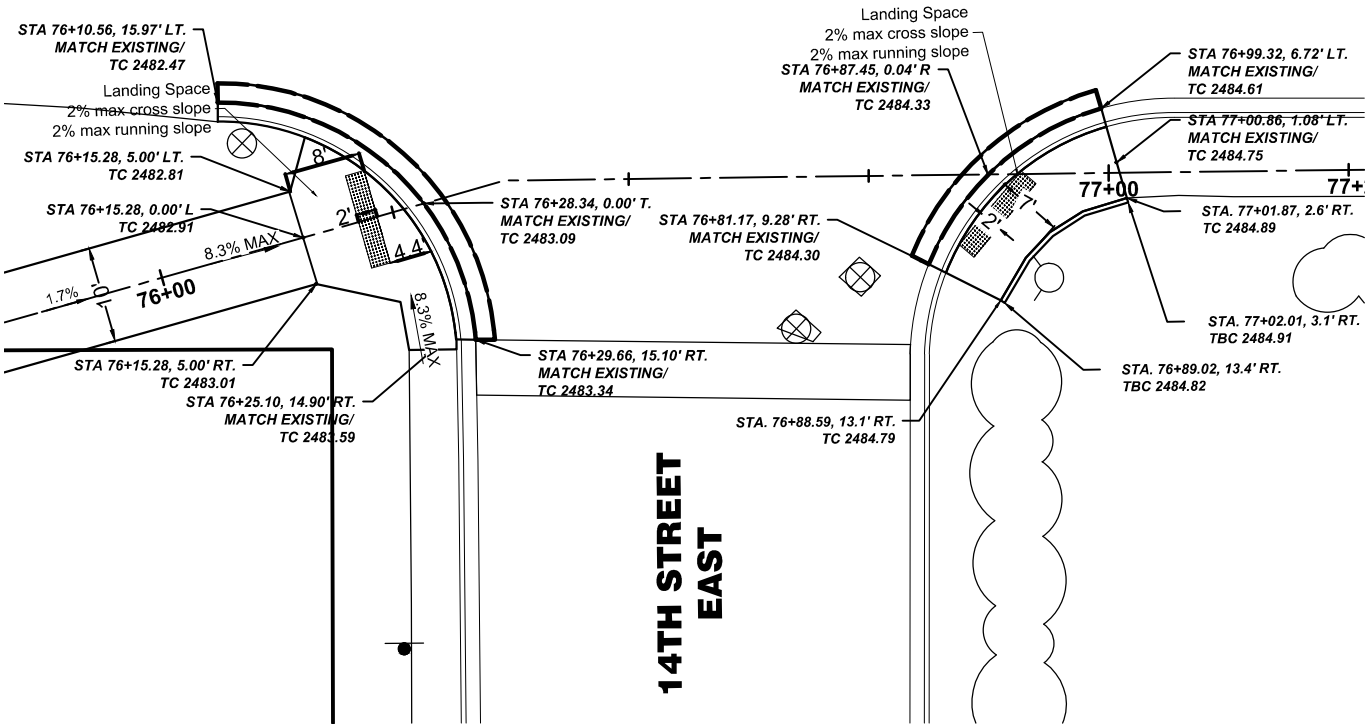 STA 76+10.56, 15.97' LT.
MATCH EXISTING/
TC 2482.47
Landing Space
2% max cross slope
2% max running slope
STA 76+15.28, 5.00' LT.
TC 2482.81
STA 76+15.28, 0.00' L
TC 2482.91
8.3% MAX
1.7%
76+00
10'
8'
2'
4.4'
8.3% MAX
STA 76+15.28, 5.00' RT.
TC 2483.01
STA 76+25.10, 14.90' RT.
MATCH EXISTING/
TC 2483.59
STA 76+28.34, 0.00' T.
MATCH EXISTING/
TC 2483.09
STA 76+29.66, 15.10' RT.
MATCH EXISTING/
TC 2483.34
14TH STREET
EAST
Landing Space
2% max cross slope
2% max running slope
STA 76+87.45, 0.04' R
MATCH EXISTING/
TC 2484.33
STA 76+81.17, 9.28' RT.
MATCH EXISTING/
TC 2484.30
STA. 76+88.59, 13.1' RT.
TC 2484.79
2'
7'
77+00
STA 76+99.32, 6.72' LT.
MATCH EXISTING/
TC 2484.61
STA 77+00.86, 1.08' LT.
MATCH EXISTING/
TC 2484.75
STA. 77+01.87, 2.6' RT.
TC 2484.89
STA. 77+02.01, 3.1' RT.
TBC 2484.91
STA. 76+89.02, 13.4' RT.
TBC 2484.82